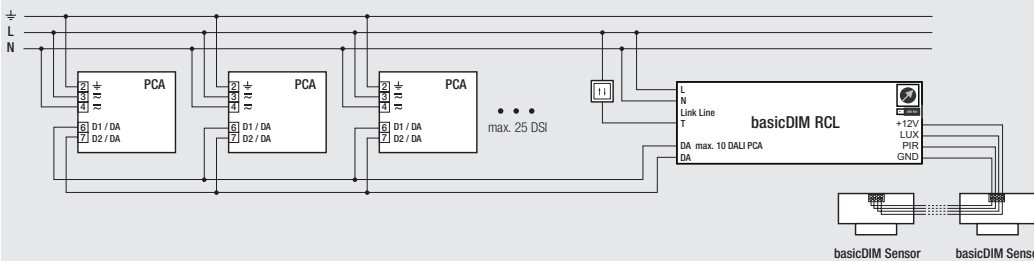 L
N
PCA
2
3
4
6 D1 / DA
7 D2 / DA
PCA
2
3
4
6 D1 / DA
7 D2 / DA
PCA
2
3
4
6 D1 / DA
7 D2 / DA
• • •
max. 25 DSI
L
N
Link Line
T
DA max. 10 DALI PCA
DA
basicDIM RCL
+12V
LUX
PIR
GND
basicDIM Sensor
basicDIM Senso